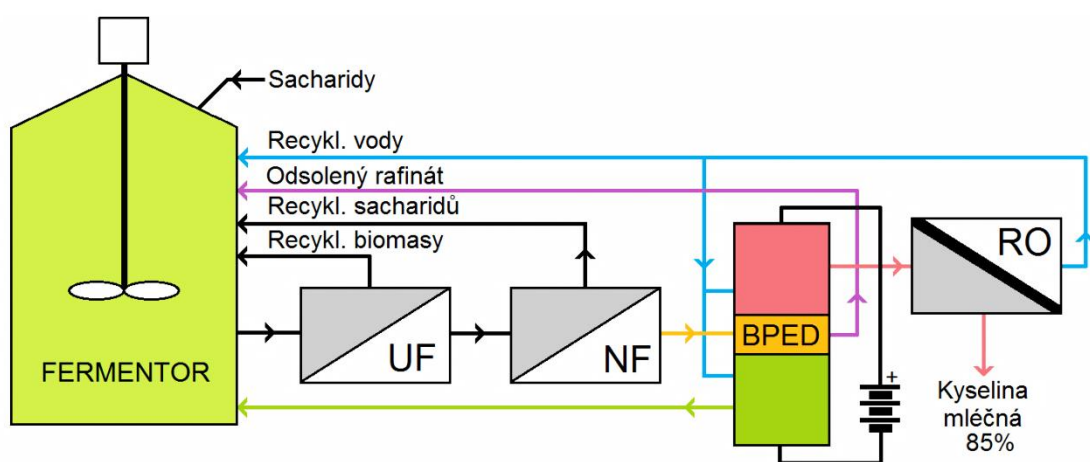 Sacharidy
Recykl. vody
Odsolený rafinát
Recykl. sacharidů
Recykl. biomasy
FERMENTOR
UF
NF
BPED
RO
+
Kyselina
mléčná
85%